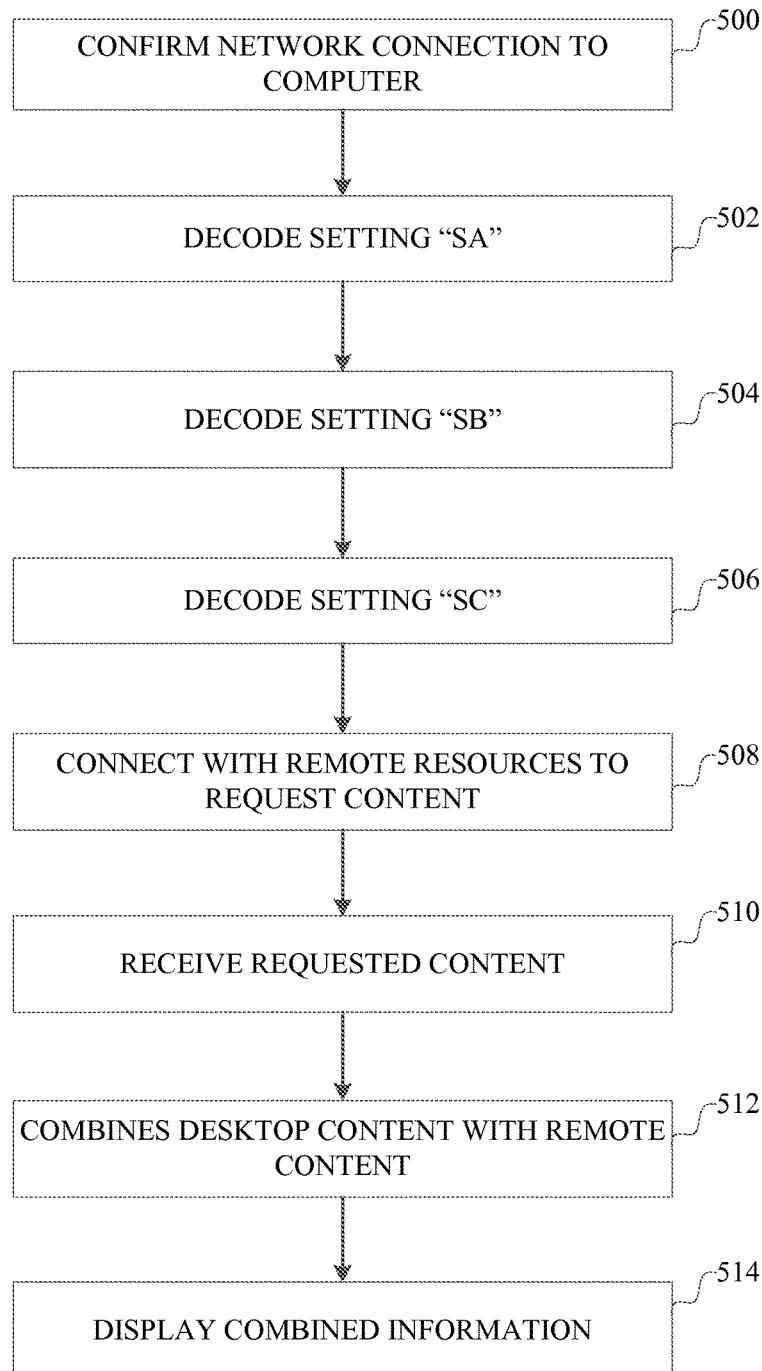 500
CONFIRM NETWORK CONNECTION TO
COMPUTER
502
DECODE SETTING “SA”
504
DECODE SETTING “SB”
506
DECODE SETTING “SC”
508
CONNECT WITH REMOTE RESOURCES TO
REQUEST CONTENT
510
RECEIVE REQUESTED CONTENT
512
COMBINES DESKTOP CONTENT WITH REMOTE
CONTENT
514
DISPLAY COMBINED INFORMATION